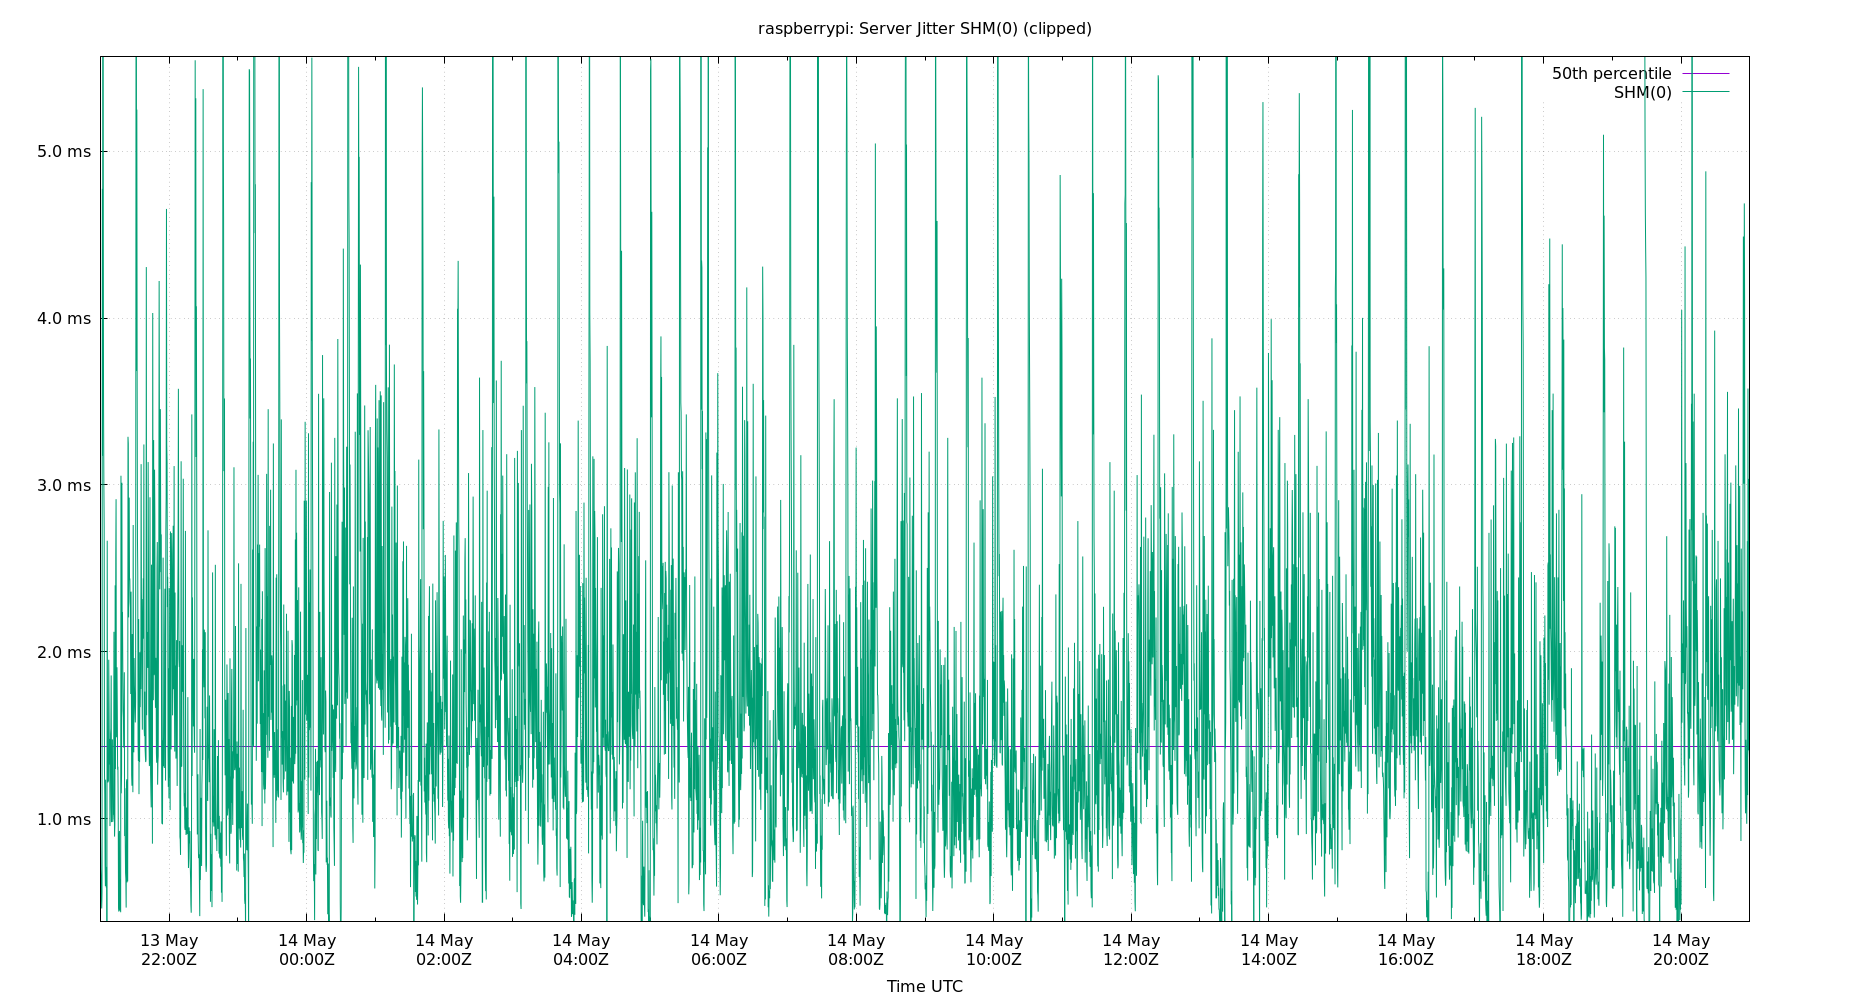 raspberrypi: Server Jitter SHM(0) (clipped)
50th percentile
SHM(0)
5.0 ms
4.0 ms
3.0 ms
2.0 ms
1.0 ms
13 May 14 May 14 May 14 May 14 May 14 May 14 May 14 May 14 May 14 May 14 May 14 May
22:00Z 00:00Z 02:00Z 04:00Z 06:00Z 08:00Z 10:00Z 12:00Z 14:00Z 16:00Z 18:00Z 20:00Z
Time UTC